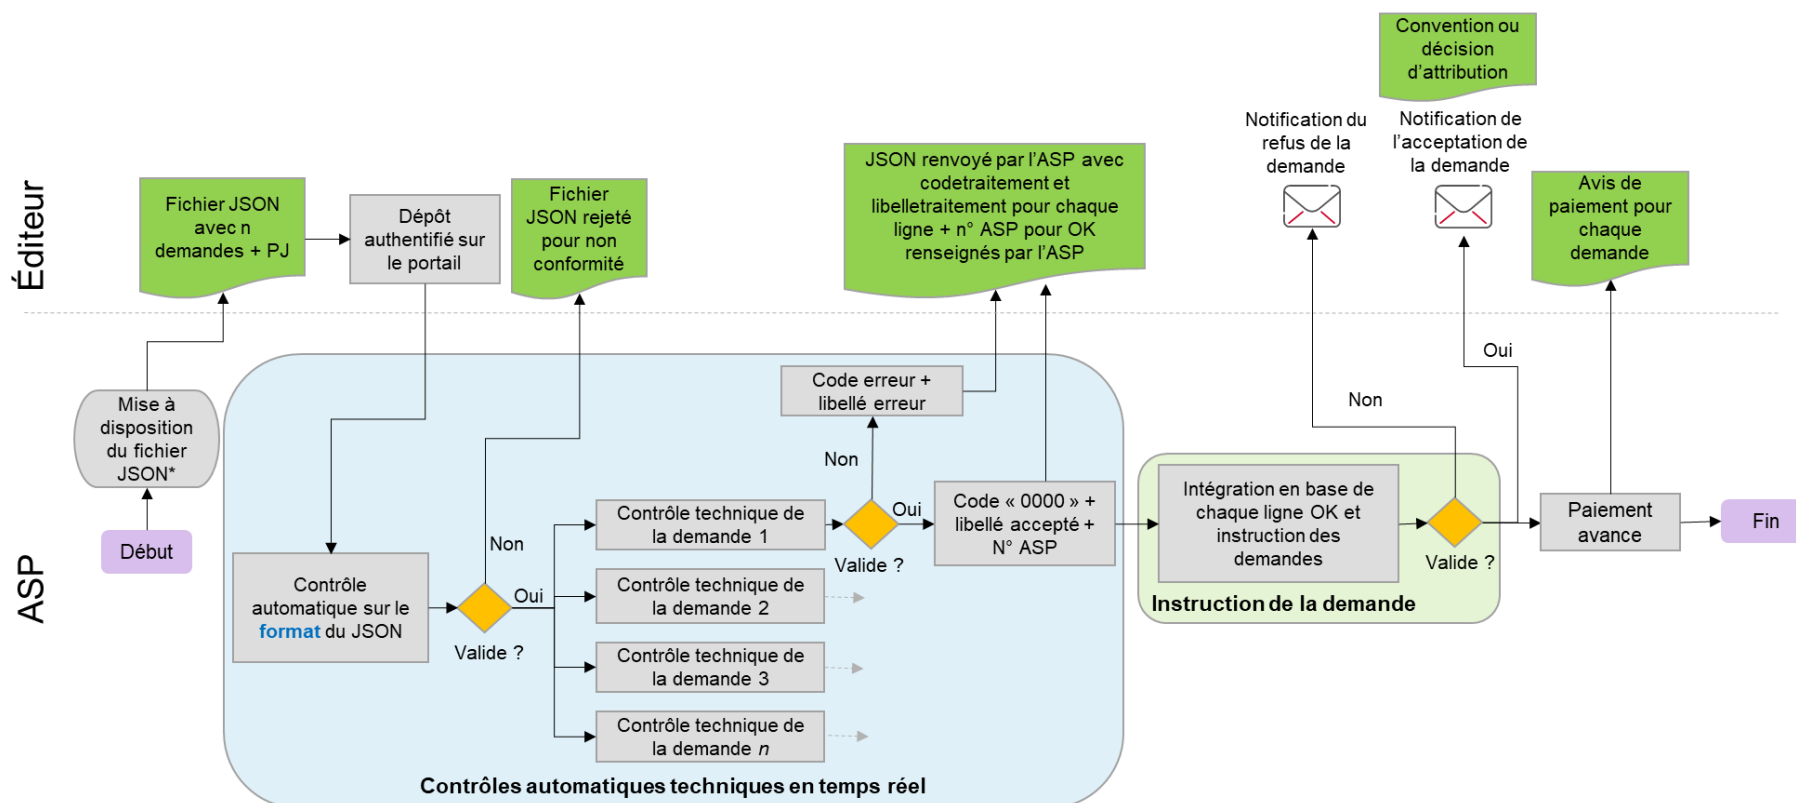 Éditeur
ASP
Début
Mise à
disposition
du fichier
JSON*
Fichier JSON
avec n
demandes + PJ
Dépôt
authentifié sur
le portail
Fichier
JSON rejeté
pour non
conformité
Contrôle
automatique sur le
format du JSON
Valide ?
Non
Oui
Contrôle technique de
la demande 1
Contrôle technique de
la demande 2
Contrôle technique de
la demande 3
Contrôle technique de
la demande n
Valide ?
Non
Oui
Code erreur +
libellé erreur
Code « 0000 » +
libellé accepté +
N° ASP
JSON renvoyé par l’ASP avec
codetraitement et
libelletraitement pour chaque
ligne + n° ASP pour OK
renseignés par l’ASP
Contrôles automatiques techniques en temps réel
Intégration en base de
chaque ligne OK et
instruction des
demandes
Instruction de la demande
Valide ?
Non
Oui
Notification du
refus de la
demande
Convention ou
décision
d’attribution
Notification de
l’acceptation de
la demande
Paiement
avance
Avis de
paiement pour
chaque
demande
Fin